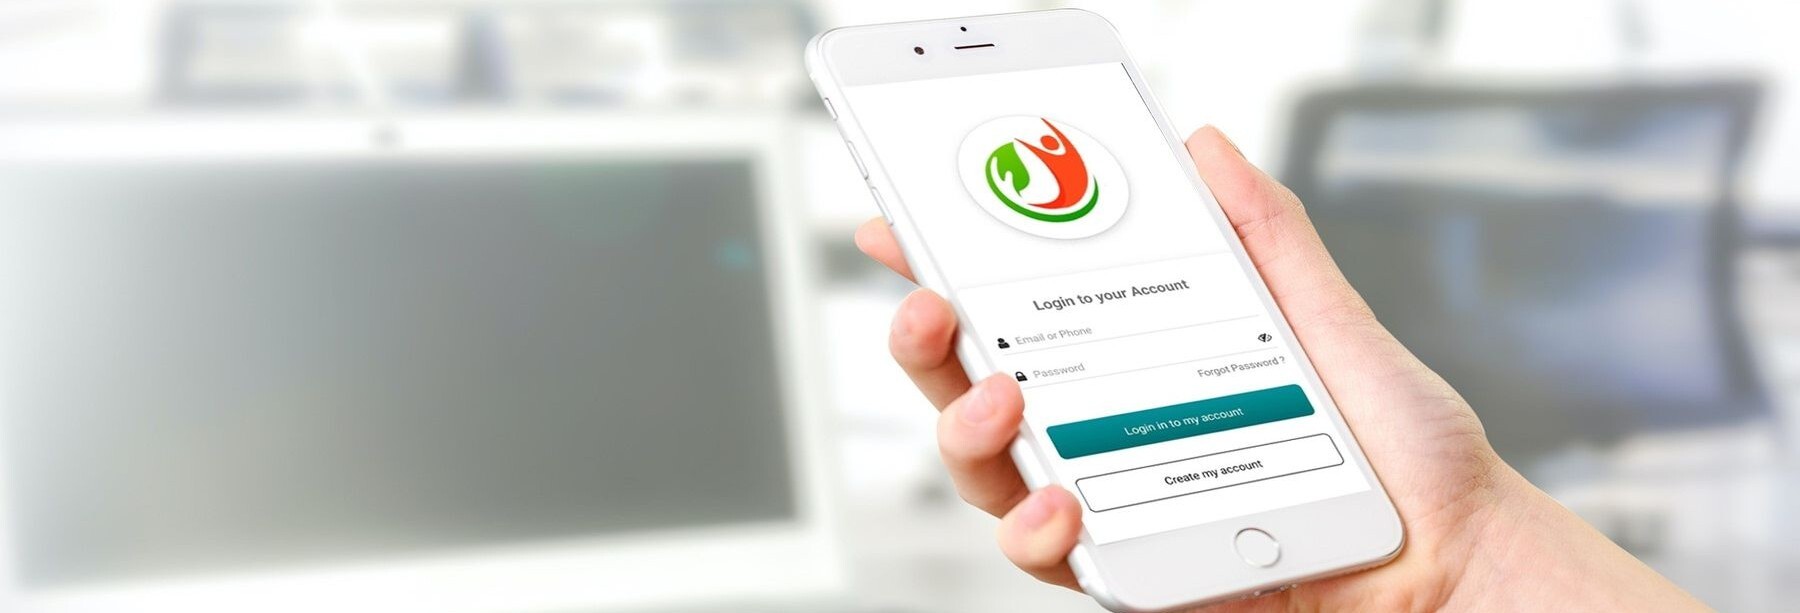 Login to your Account
Email or Phone
Password
Forgot Password ?
Login in to my account
Create my account